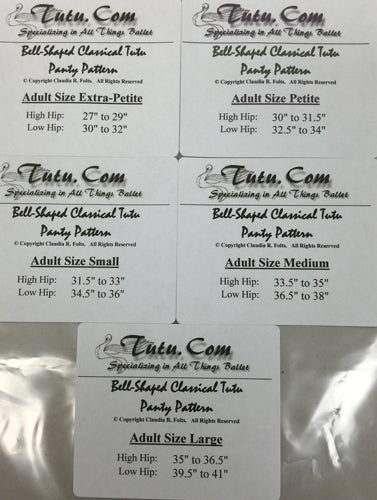 Tutu.Com
Specializing in All Things Ballet
Bell-Shaped Classical Tutu
Panty Pattern
© Copyright Claudia R. Folts. All Rights Reserved
Adult Size Extra-Petite
High Hip: 27" to 29"
Low Hip: 30" to 32"
Tutu.Com
Specializing in All Things Ballet
Bell-Shaped Classical Tutu
Panty Pattern
© Copyright Claudia R. Folts. All Rights Reserved
Adult Size Petite
High Hip: 30" to 31.5"
Low Hip: 32.5" to 34"
Tutu.Com
Specializing in All Things Ballet
Bell-Shaped Classical Tutu
Panty Pattern
© Copyright Claudia R. Folts. All Rights Reserved
Adult Size Small
High Hip: 31.5" to 33"
Low Hip: 34.5" to 36"
Tutu.Com
Specializing in All Things Ballet
Bell-Shaped Classical Tutu
Panty Pattern
© Copyright Claudia R. Folts. All Rights Reserved
Adult Size Medium
High Hip: 33.5" to 35"
Low Hip: 36.5" to 38"
Tutu.Com
Specializing in All Things Ballet
Bell-Shaped Classical Tutu
Panty Pattern
© Copyright Claudia R. Folts. All Rights Reserved
Adult Size Large
High Hip: 35" to 36.5"
Low Hip: 39.5" to 41"